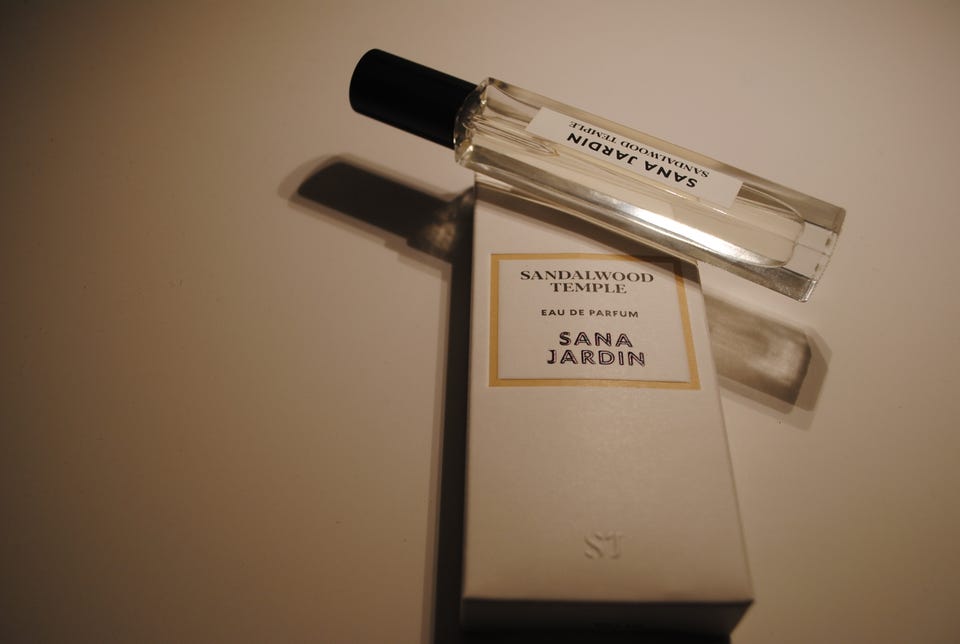 SANA JARDIN
SANDALWOOD TEMPLE
SANDALWOOD
TEMPLE
EAU DE PARFUM
SANA
JARDIN
ST